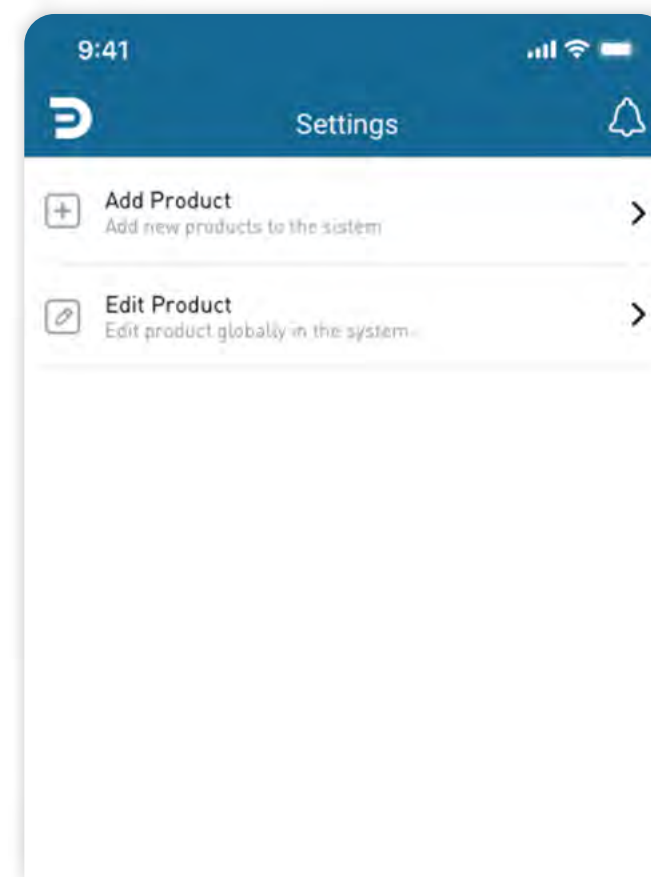 9:41
Settings
Add Product
Add new products to the sistem
Edit Product
Edit product globally in the system